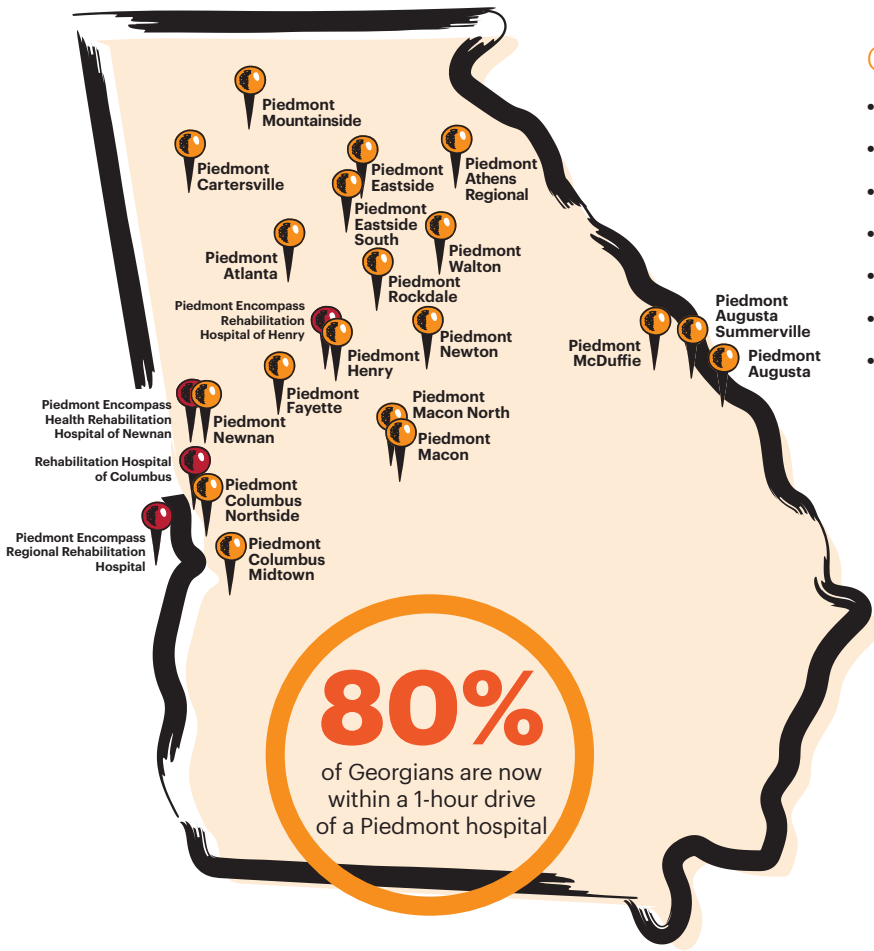 Piedmont
Mountainside
Piedmont
Cartersville
Piedmont
Eastside
Piedmont
Athens
Regional
Piedmont
Eastside
South
Piedmont
Walton
Piedmont
Atlanta
Piedmont
Rockdale
Piedmont Encompass
Rehabilitation
Hospital of Henry
Piedmont
Henry
Piedmont
Newton
Piedmont
McDuffie
Piedmont
Augusta
Summerville
Piedmont
Augusta
Piedmont
Fayette
Piedmont
Macon North
Piedmont
Macon
Piedmont Encompass
Health Rehabilitation
Hospital of Newnan
Piedmont
Newnan
Rehabilitation Hospital
of Columbus
Piedmont
Columbus
Northside
Piedmont Encompass
Regional Rehabilitation
Hospital
Piedmont
Columbus
Midtown
80%
of Georgians are now
within a 1-hour drive
of a Piedmont hospital